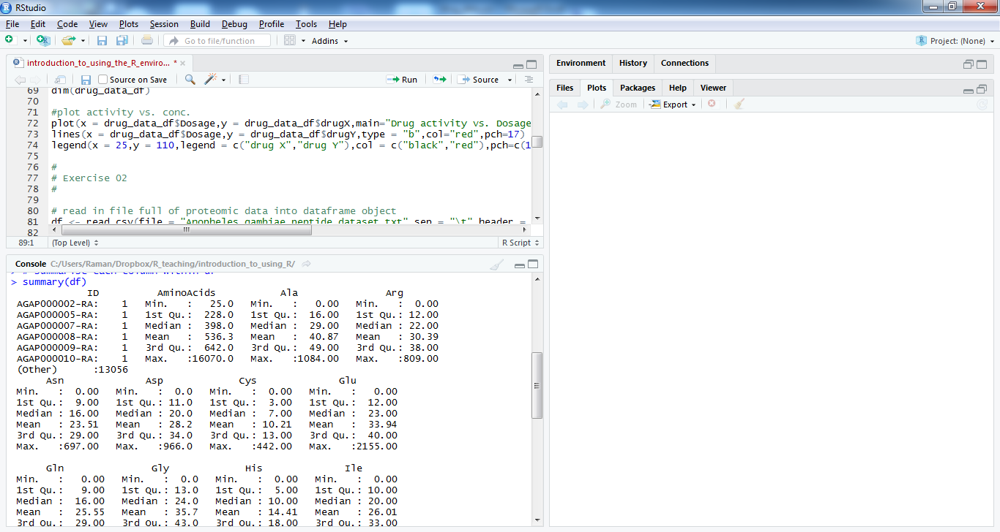 RStudio
File Edit Code View Plots Session Build Debug Profile Tools Help
Go to file/function Addins Project: (None)
introduction_to_using_the_R_enviro... *
Source on Save Run Source
69 dim(drug_data_df)
70
71 #plot activity vs. conc.
72 plot(x = drug_data_df$Dosage,y = drug_data_df$drugX,main="Drug activity vs. Dosage
73 lines(x = drug_data_df$Dosage,y = drug_data_df$drugY,type = "b",col="red",pch=17)
74 legend(x = 25,y = 110,legend = c("drug X","drug Y"),col = c("black","red"),pch=c(1
75
76 #
77 # Exercise 02
78 #
79
80 # read in file full of proteomic data into dataframe object
81 df <- read.csv(file = "Anopheles_gambiae_peptide_dataset.txt",sep = "\t",header =
82
89:1 (Top Level) R Script
Console C:/Users/Raman/Dropbox/R_teaching/introduction_to_using_R/
> # summarise each column within df
> summary(df)
ID AminoAcids Ala Arg
AGAP000002-RA: 1 Min. : 25.0 Min. : 0.00 Min. : 0.00
AGAP000005-RA: 1 1st Qu.: 228.0 1st Qu.: 16.00 1st Qu.: 12.00
AGAP000007-RA: 1 Median : 398.0 Median : 29.00 Median : 22.00
AGAP000008-RA: 1 Mean : 536.3 Mean : 40.87 Mean : 30.39
AGAP000009-RA: 1 3rd Qu.: 642.0 3rd Qu.: 49.00 3rd Qu.: 38.00
AGAP000010-RA: 1 Max. :16070.0 Max. :1084.00 Max. :809.00
(Other) :13056
Asn Asp Cys Glu
Min. : 0.00 Min. : 0.0 Min. : 0.00 Min. : 0.00
1st Qu.: 9.00 1st Qu.: 11.0 1st Qu.: 3.00 1st Qu.: 12.00
Median : 16.00 Median : 20.0 Median : 7.00 Median : 23.00
Mean : 23.51 Mean : 28.2 Mean : 10.21 Mean : 33.94
3rd Qu.: 29.00 3rd Qu.: 34.0 3rd Qu.: 13.00 3rd Qu.: 40.00
Max. :697.00 Max. :966.0 Max. :442.00 Max. :2155.00
Gln Gly His Ile
Min. : 0.00 Min. : 0.0 Min. : 0.00 Min. : 0.00
1st Qu.: 9.00 1st Qu.: 13.0 1st Qu.: 5.00 1st Qu.: 10.00
Median : 16.00 Median : 24.0 Median : 10.00 Median : 20.00
Mean : 25.55 Mean : 35.7 Mean : 14.41 Mean : 26.01
3rd Qu.: 29.00 3rd Qu.: 43.0 3rd Qu.: 18.00 3rd Qu.: 33.00
Environment History Connections
Files Plots Packages Help Viewer
Zoom Export